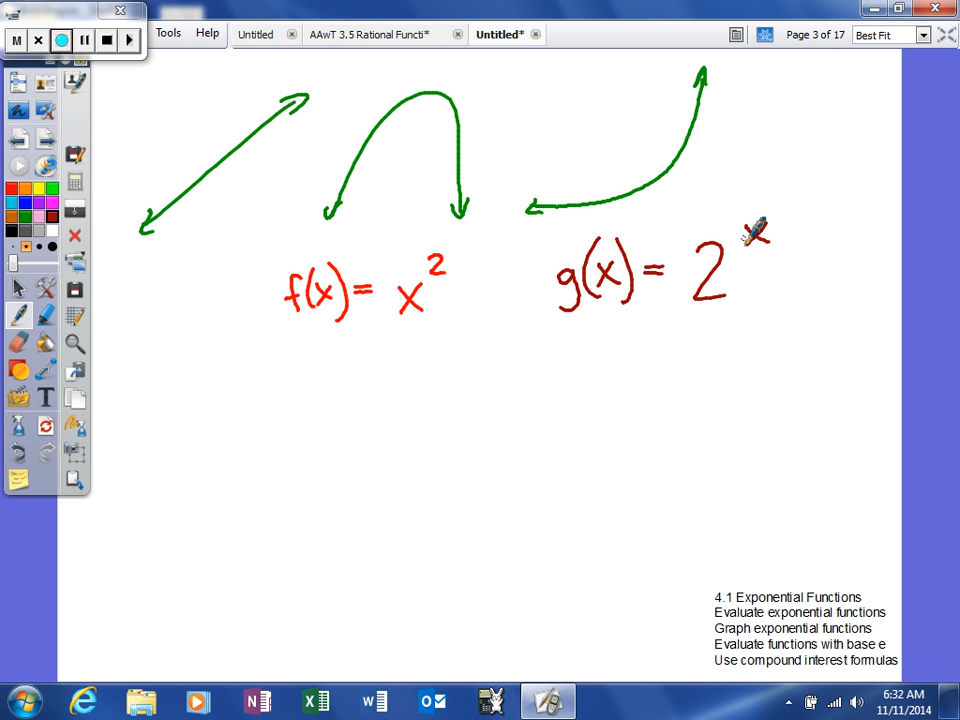 Tools Help Untitled AAwT 3.5 Rational Functi* Untitled* Page 3 of 17 Best Fit
M
f(x) = x² g(x) = 2ˣ
4.1 Exponential Functions
Evaluate exponential functions
Graph exponential functions
Evaluate functions with base e
Use compound interest formulas
6:32 AM
11/11/2014